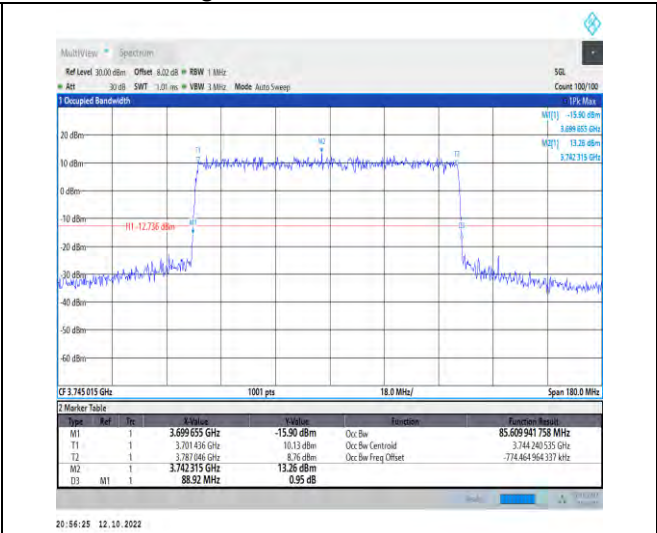 MultiView Spectrum
Ref Level 30.00 dBm Offset 8.02 dB RBW 1 MHz SGL
Att 30 dB SWT 1.01 ms VBW 3 MHz Mode Auto Sweep Count 100/100
1 Occupied Bandwidth 1Pk Max
M1[1] -15.90 dBm
3.699 655 GHz
M2[1] 13.26 dBm
3.742 315 GHz
20 dBm
M2
T1 T2
10 dBm
0 dBm
-10 dBm
H1 -12.736 dBm M1 D3
-20 dBm
-30 dBm
-40 dBm
-50 dBm
-60 dBm
CF 3.745 015 GHz 1001 pts 18.0 MHz/ Span 180.0 MHz
2 Marker Table
Type Ref Trc X-Value Y-Value Function Function Result
M1 1 3.699 655 GHz -15.90 dBm Occ Bw 85.609 941 758 MHz
T1 1 3.701 436 GHz 10.13 dBm Occ Bw Centroid 3.744 240 535 GHz
T2 1 3.787 046 GHz 8.76 dBm Occ Bw Freq Offset -774.464 964 337 kHz
M2 1 3.742 315 GHz 13.26 dBm
D3 M1 1 88.92 MHz 0.95 dB
20:56:25 12.10.2022